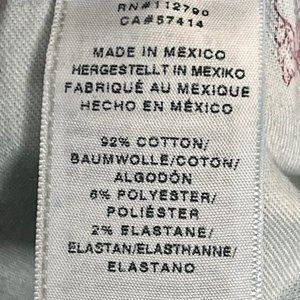 RN#112790
CA#57414
MADE IN MEXICO
HERGESTELLT IN MEXIKO
FABRIQUÉ AU MEXIQUE
HECHO EN MÉXICO
92% COTTON/
BAUMWOLLE/COTON/
ALGODÓN
6% POLYESTER/
POLIÉSTER
2% ELASTANE/
ELASTAN/ELASTHANNE/
ELASTANO